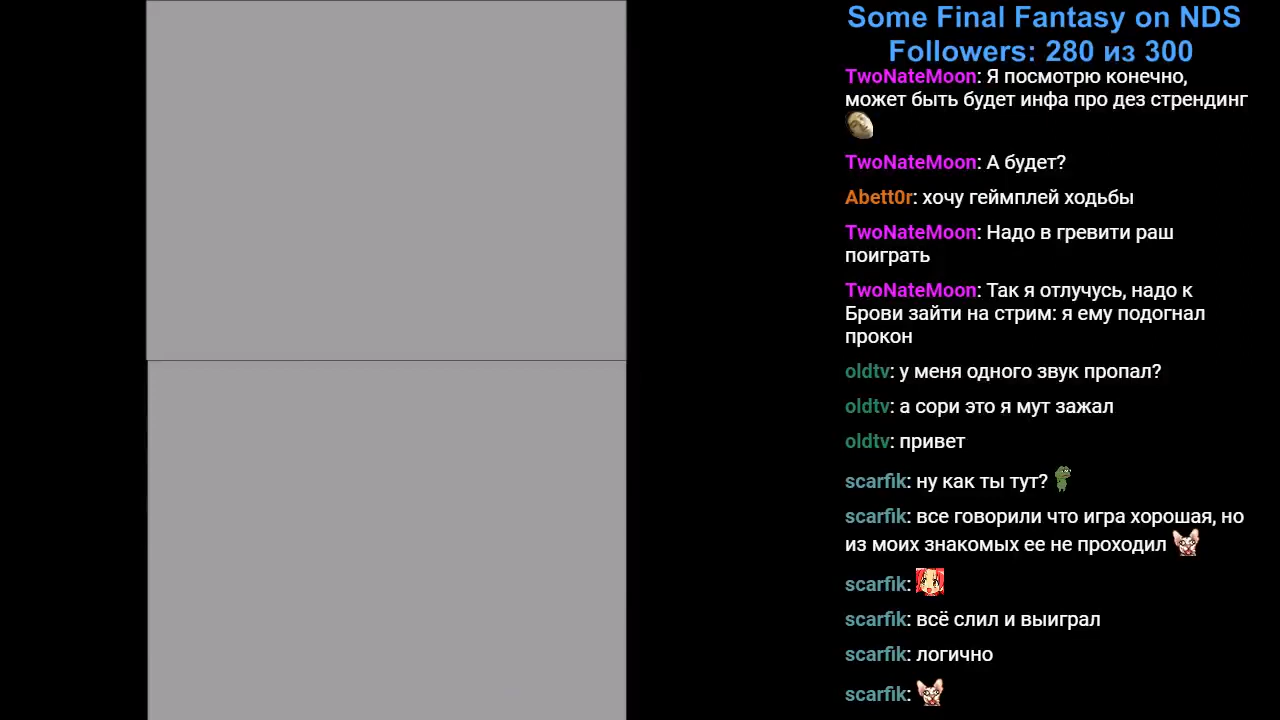 Some Final Fantasy on NDS
Followers: 280 из 300
TwoNateMoon: Я посмотрю конечно,
может быть будет инфа про дез стрендинг
TwoNateMoon: А будет?
Abett0r: хочу геймплей ходьбы
TwoNateMoon: Надо в гревити раш
поиграть
TwoNateMoon: Так я отлучусь, надо к
Брови зайти на стрим: я ему подогнал
прокон
oldtv: у меня одного звук пропал?
oldtv: а сори это я мут зажал
oldtv: привет
scarfik: ну как ты тут?
scarfik: все говорили что игра хорошая, но
из моих знакомых ее не проходил
scarfik:
scarfik: всё слил и выиграл
scarfik: логично
scarfik: